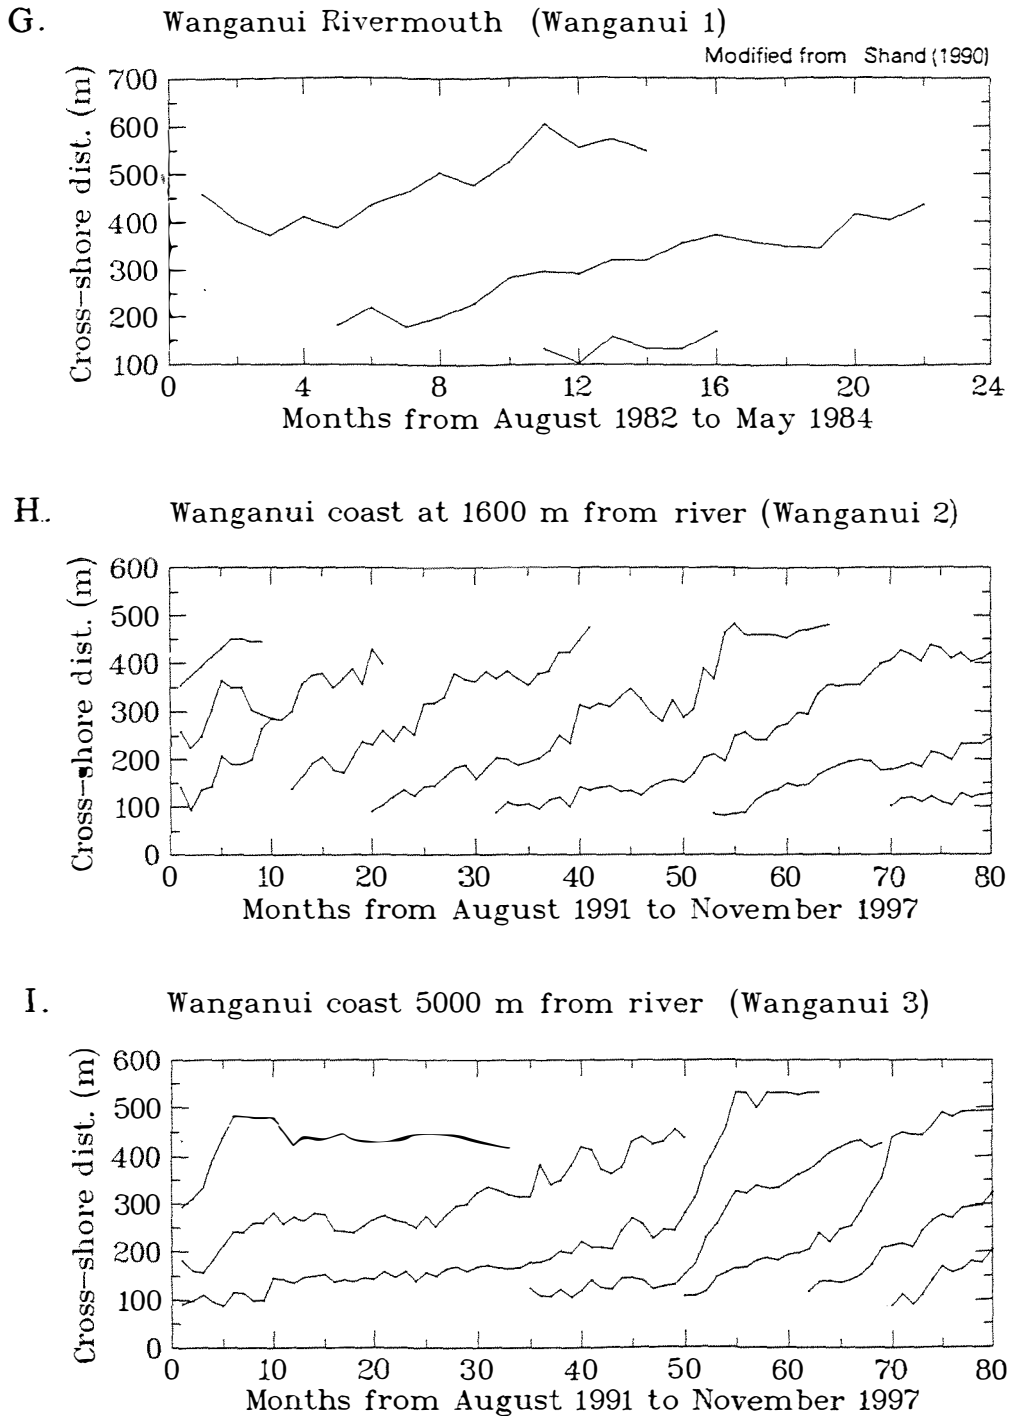 G. Wanganui Rivermouth (Wanganui 1)
Modified from Shand (1990)
Cross-shore dist. (m)
700
600
500
400
300
200
100
0 4 8 12 16 20 24
Months from August 1982 to May 1984
H. Wanganui coast at 1600 m from river (Wanganui 2)
Cross-shore dist. (m)
600
500
400
300
200
100
0
0 10 20 30 40 50 60 70 80
Months from August 1991 to November 1997
I. Wanganui coast 5000 m from river (Wanganui 3)
Cross-shore dist. (m)
600
500
400
300
200
100
0
0 10 20 30 40 50 60 70 80
Months from August 1991 to November 1997